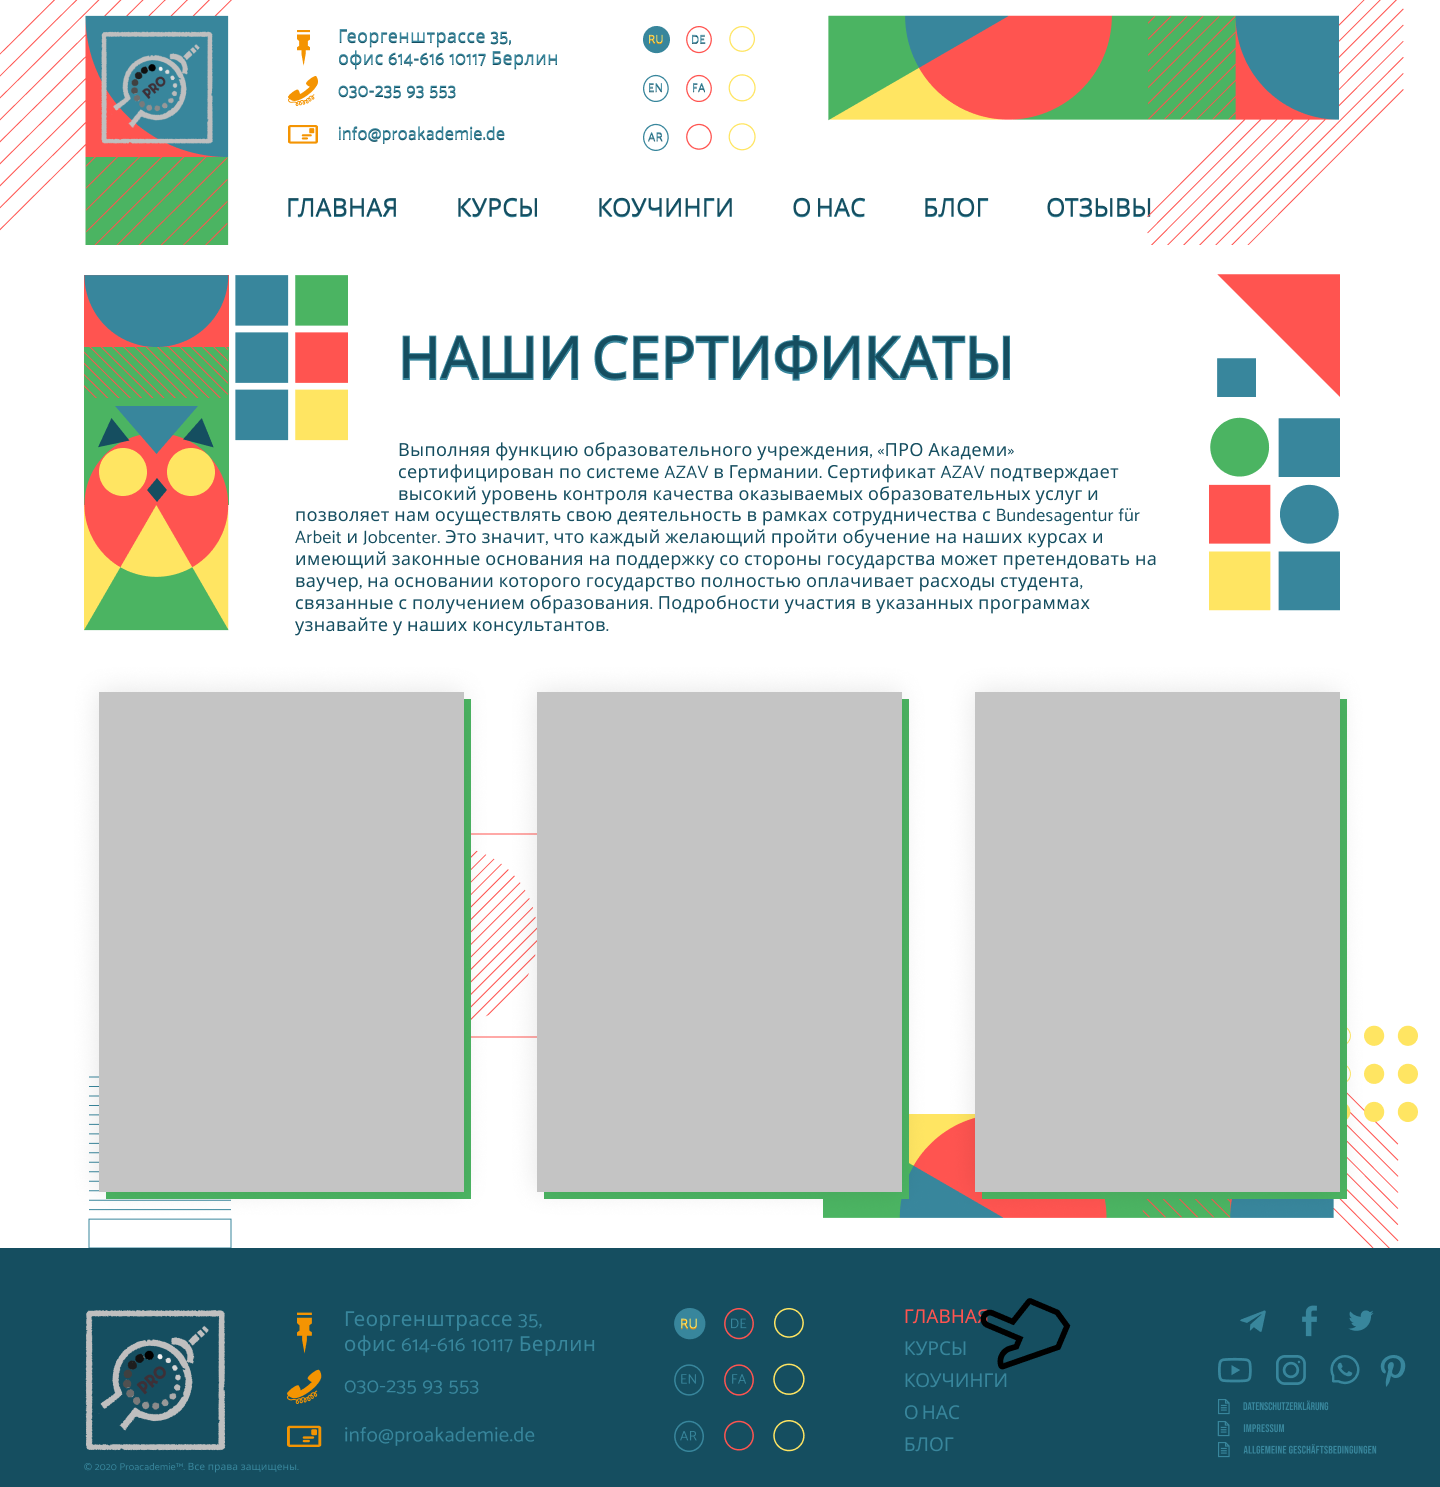 PRO
Георгенштрассе 35,
офис 614-616 10117 Берлин
030-235 93 553
info@proakademie.de
RU DE
EN FA
AR
ГЛАВНАЯ КУРСЫ КОУЧИНГИ О НАС БЛОГ ОТЗЫВЫ
НАШИ СЕРТИФИКАТЫ
Выполняя функцию образовательного учреждения, «ПРО Академи»
сертифицирован по системе AZAV в Германии. Сертификат AZAV подтверждает
высокий уровень контроля качества оказываемых образовательных услуг и
позволяет нам осуществлять свою деятельность в рамках сотрудничества с Bundesagentur für
Arbeit и Jobcenter. Это значит, что каждый желающий пройти обучение на наших курсах и
имеющий законные основания на поддержку со стороны государства может претендовать на
ваучер, на основании которого государство полностью оплачивает расходы студента,
связанные с получением образования. Подробности участия в указанных программах
узнавайте у наших консультантов.
PRO
© 2020 Proacademie™. Все права защищены.
Георгенштрассе 35,
офис 614-616 10117 Берлин
030-235 93 553
info@proakademie.de
RU DE
EN FA
AR
ГЛАВНАЯ
КУРСЫ
КОУЧИНГИ
О НАС
БЛОГ
DATENSCHUTZERKLÄRUNG
IMPRESSUM
ALLGEMEINE GESCHÄFTSBEDINGUNGEN